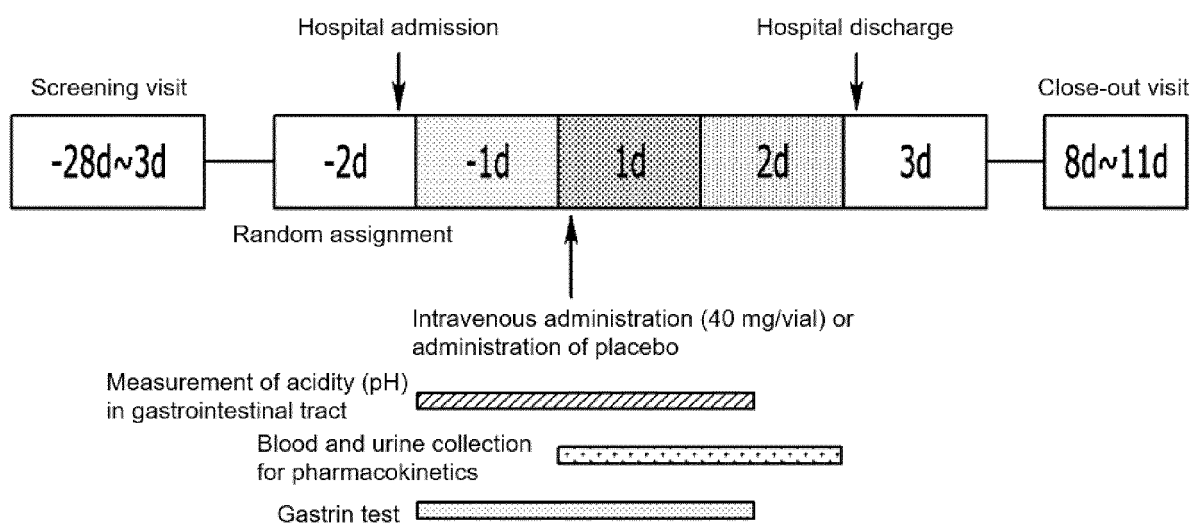 Hospital admission
Hospital discharge
Screening visit
Close-out visit
-28d~3d
-2d
-1d
1d
2d
3d
8d~11d
Random assignment
Intravenous administration (40 mg/vial) or
administration of placebo
Measurement of acidity (pH)
in gastrointestinal tract
Blood and urine collection
for pharmacokinetics
Gastrin test